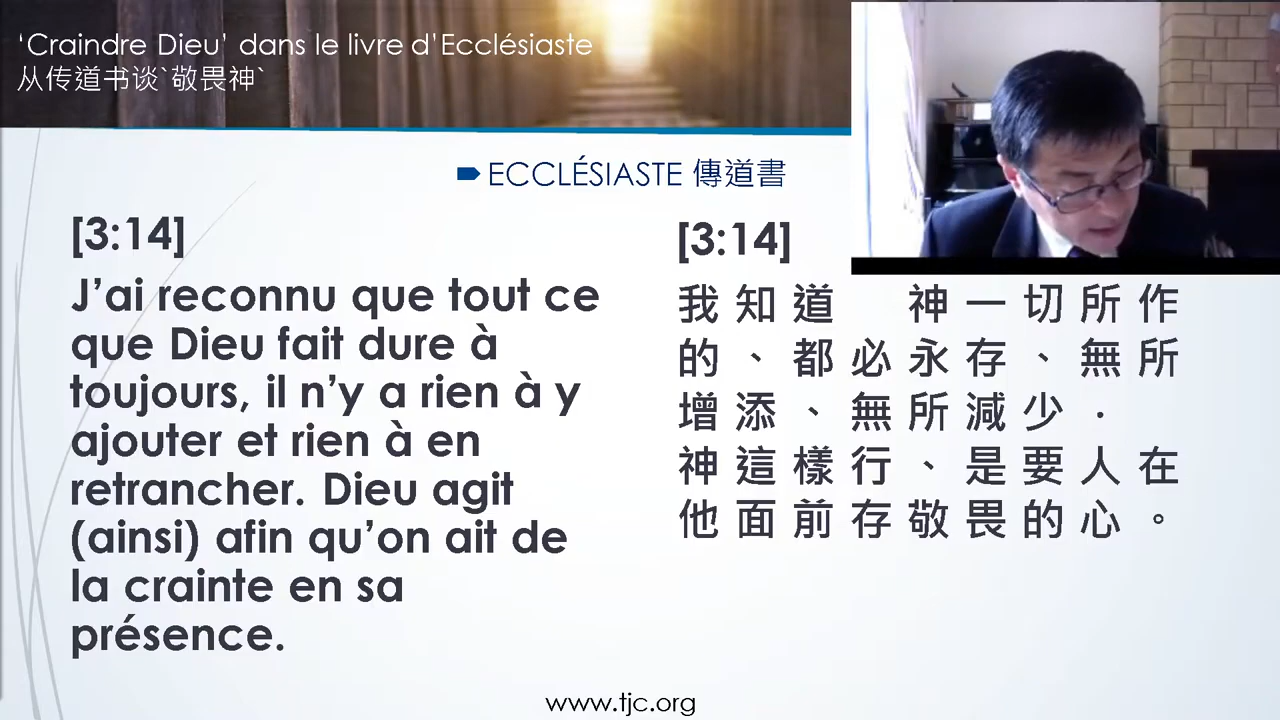 ‘Craindre Dieu’ dans le livre d’Ecclésiaste
从传道书谈`敬畏神`
ECCLÉSIASTE 傳道書
[3:14]
J’ai reconnu que tout ce
que Dieu fait dure à
toujours, il n’y a rien à y
ajouter et rien à en
retrancher. Dieu agit
(ainsi) afin qu’on ait de
la crainte en sa
présence.
[3:14]
我知道　神一切所作
的、都必永存、無所
增添、無所減少．
神這樣行、是要人在
他面前存敬畏的心。
www.tjc.org